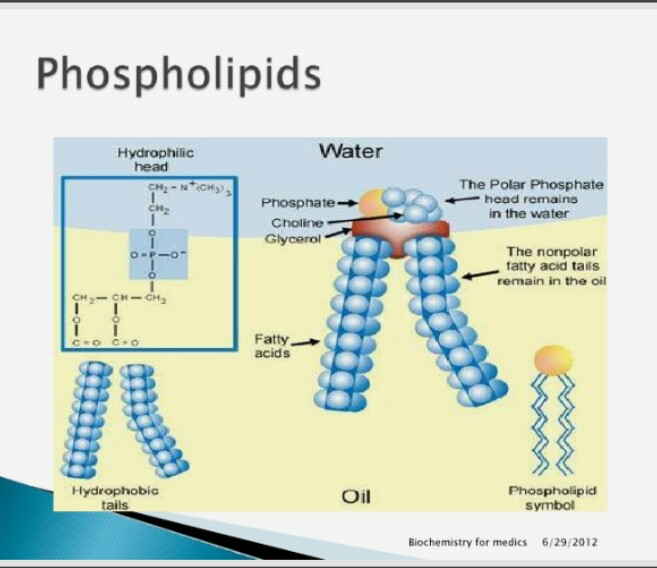 Phospholipids
Hydrophilic
head
Water
CH₂ – N⁺(CH₃)₃
CH₂
O
O=P–O⁻
O
CH₂– CH –CH₂
O O
C=O C=O
Phosphate
Choline
Glycerol
The Polar Phosphate
head remains
in the water
The nonpolar
fatty acid tails
remain in the oil
Fatty
acids
Hydrophobic
tails
Oil
Phospholipid
symbol
Biochemistry for medics 6/29/2012